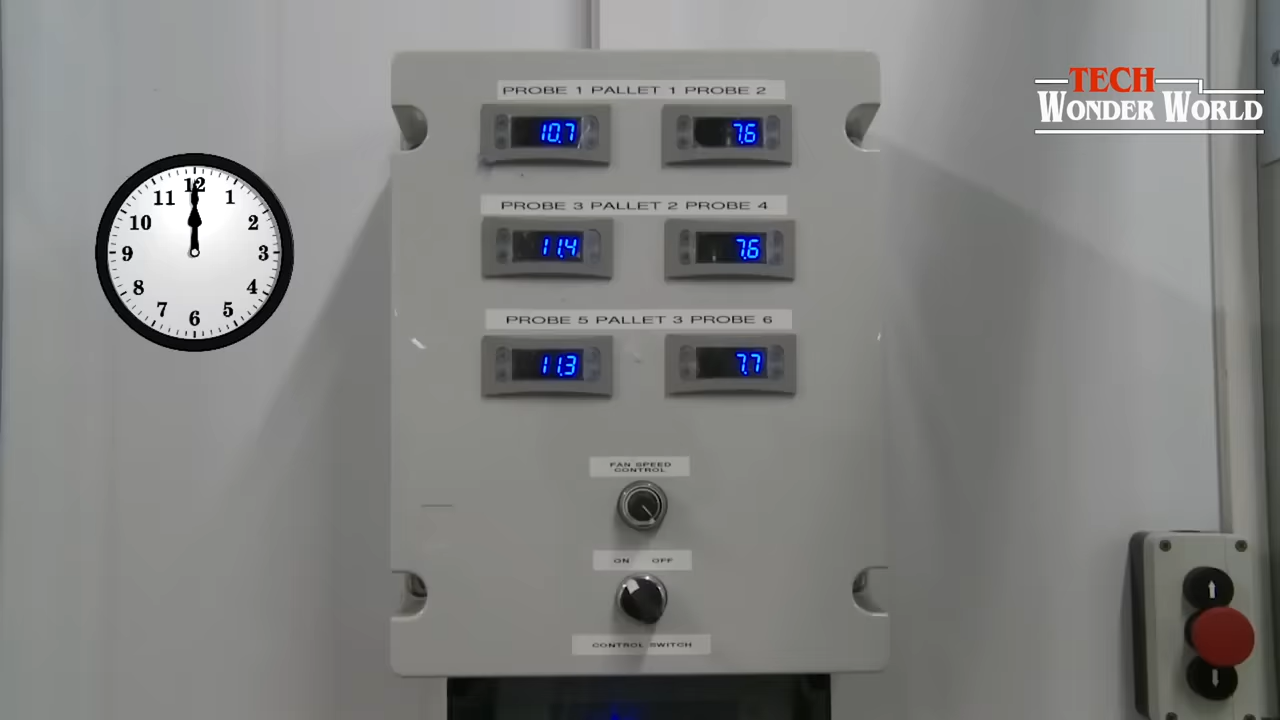 TECH
WONDER WORLD
PROBE 1 PALLET 1 PROBE 2
10.7
7.6
PROBE 3 PALLET 2 PROBE 4
11.4
7.6
PROBE 5 PALLET 3 PROBE 6
11.3
7.7
FAN SPEED
CONTROL
ON OFF
CONTROL SWITCH
12
11 1
10 2
9 3
8 4
7 5
6